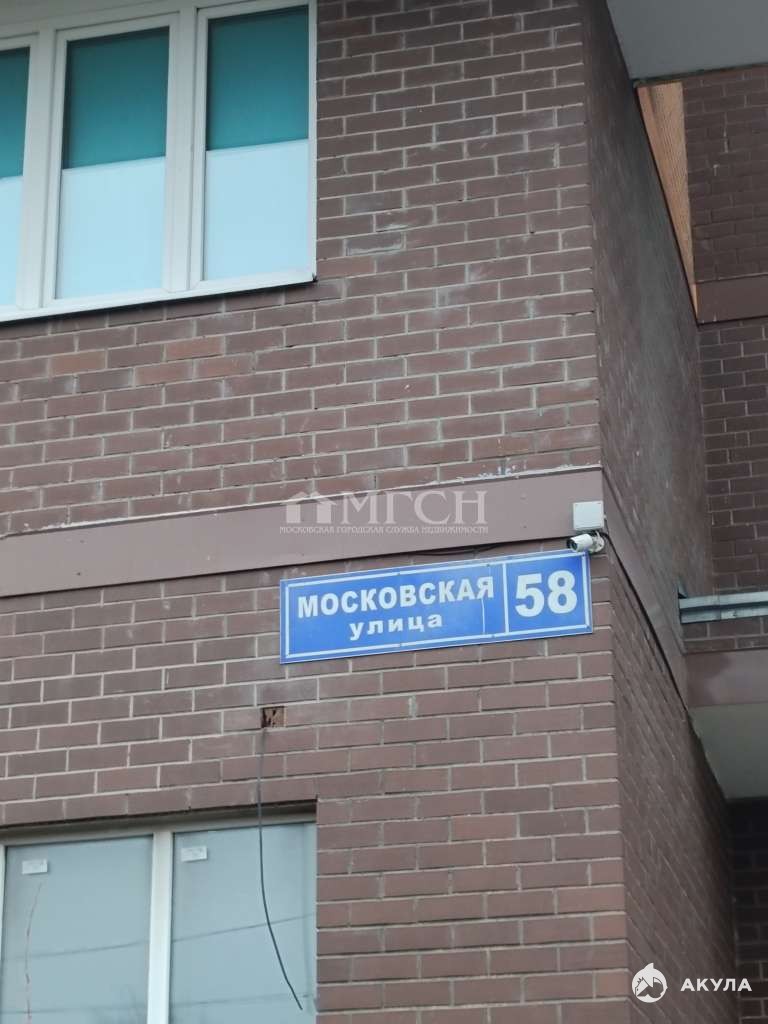 МГСН
МОСКОВСКАЯ ГОРОДСКАЯ СЛУЖБА НЕДВИЖИМОСТИ
МОСКОВСКАЯ 58
улица
АКУЛА